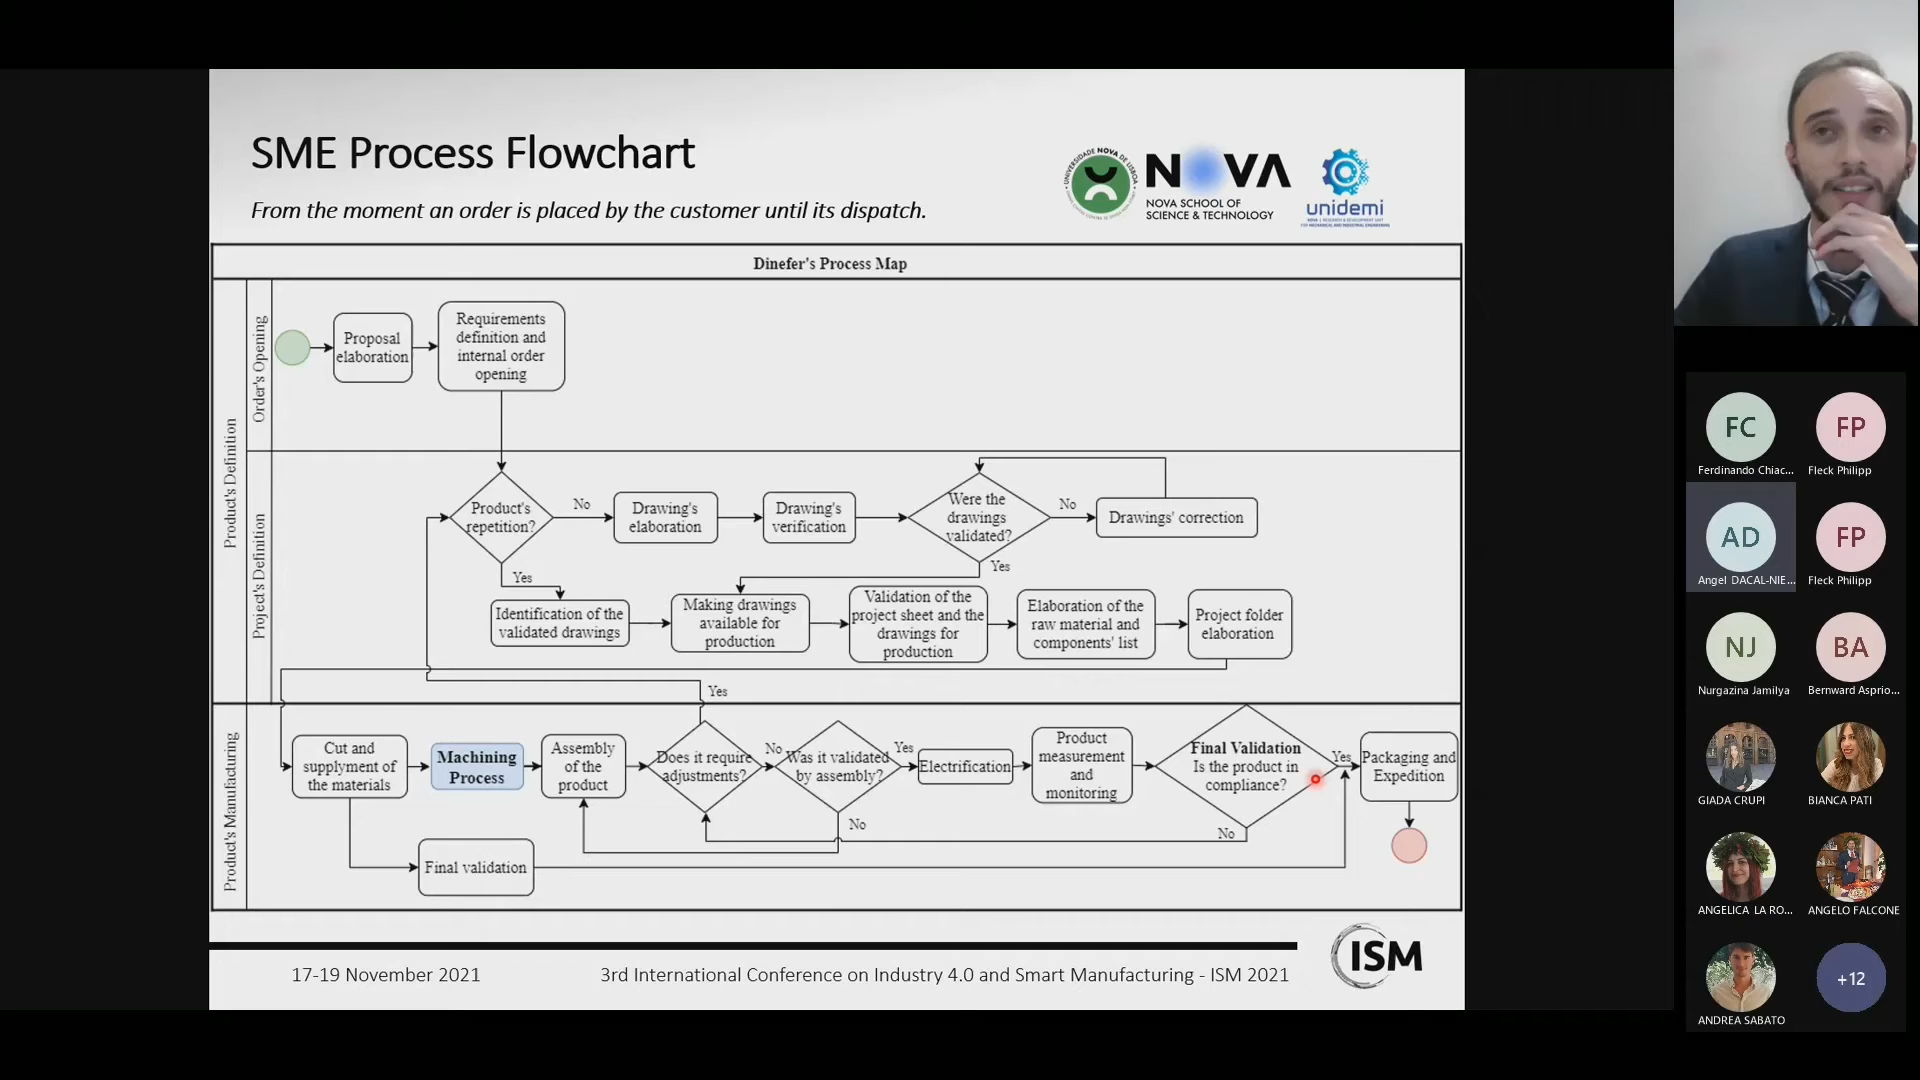 SME Process Flowchart
From the moment an order is placed by the customer until its dispatch.
UNIVERSIDADE NOVA DE LISBOA
NOVA
NOVA SCHOOL OF
SCIENCE & TECHNOLOGY
unidemi
Dinefer's Process Map
Product's Definition
Order's Opening
Proposal
elaboration
Requirements
definition and
internal order
opening
Project's Definition
Product's
repetition?
No
Drawing's
elaboration
Drawing's
verification
Were the
drawings
validated?
No
Drawings' correction
Yes
Yes
Identification of the
validated drawings
Making drawings
available for
production
Validation of the
project sheet and the
drawings for
production
Elaboration of the
raw material and
components' list
Project folder
elaboration
Yes
Product's Manufacturing
Cut and
supplyment of
the materials
Machining
Process
Assembly
of the
product
Does it require
adjustments?
No
Was it validated
by assembly?
Yes
No
Electrification
Product
measurement
and
monitoring
Final Validation
Is the product in
compliance?
Yes
No
Packaging and
Expedition
Final validation
17-19 November 2021
3rd International Conference on Industry 4.0 and Smart Manufacturing - ISM 2021
ISM
FC
Ferdinando Chiac...
FP
Fleck Philipp
AD
Angel DACAL-NIE...
FP
Fleck Philipp
NJ
Nurgazina Jamilya
BA
Bernward Asprio...
GIADA CRUPI
BIANCA PATI
ANGELICA LA RO...
ANGELO FALCONE
ANDREA SABATO
+12